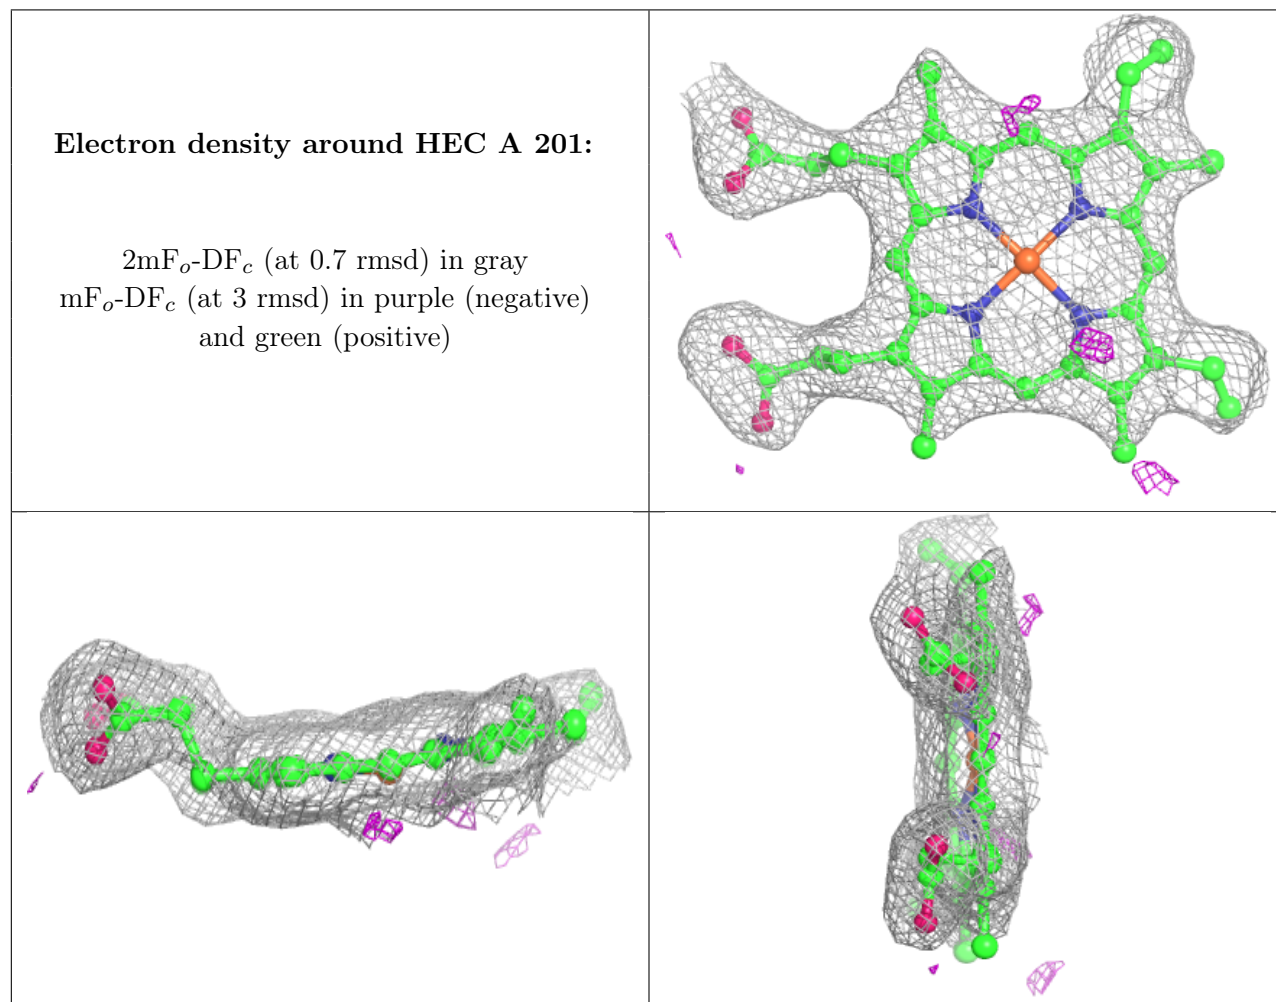 Electron density around HEC A 201:
2mFo-DFc (at 0.7 rmsd) in gray
mFo-DFc (at 3 rmsd) in purple (negative)
and green (positive)